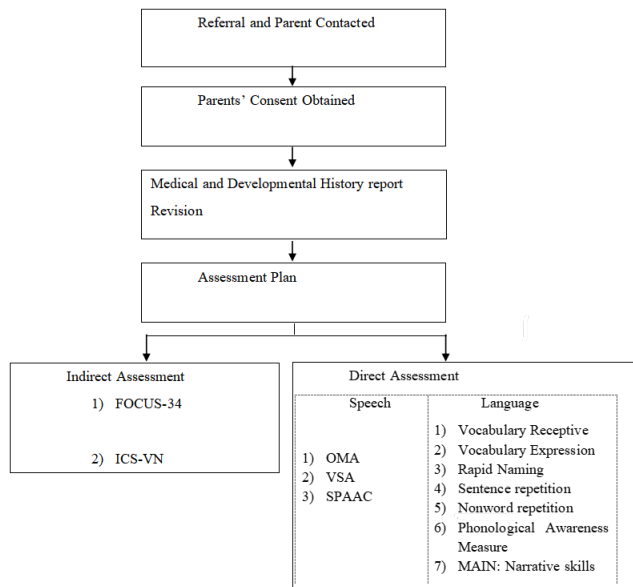 Referral and Parent Contacted
Parents’ Consent Obtained
Medical and Developmental History report
Revision
Assessment Plan
Indirect Assessment
1) FOCUS-34
2) ICS-VN
Direct Assessment
Speech
1) OMA
2) VSA
3) SPAAC
Language
1) Vocabulary Receptive
2) Vocabulary Expression
3) Rapid Naming
4) Sentence repetition
5) Nonword repetition
6) Phonological Awareness
Measure
7) MAIN: Narrative skills